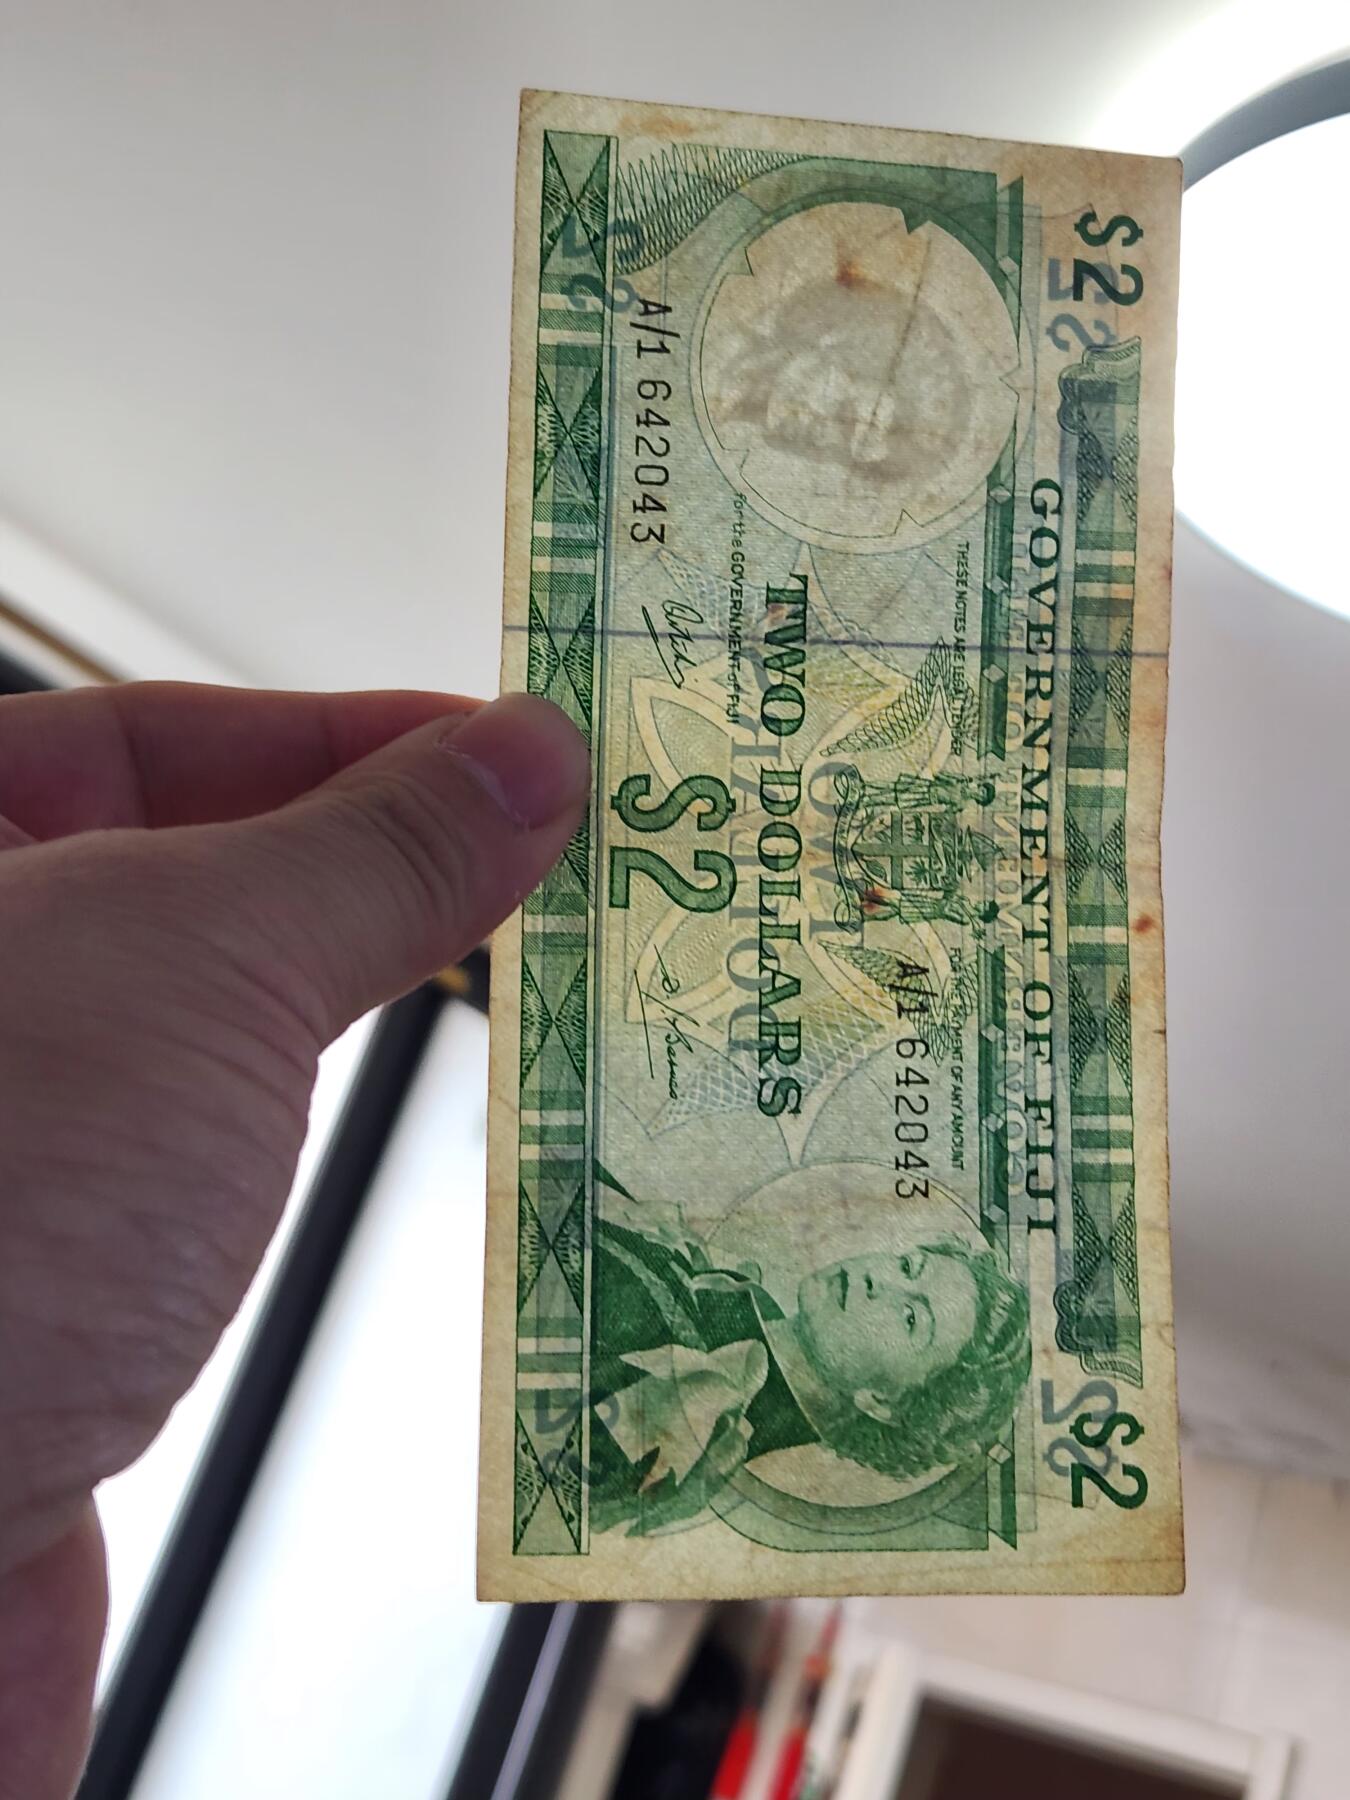 $2
GOVERNMENT OF FIJI
$2
THESE NOTES ARE LEGAL TENDER
FOR THE PAYMENT OF ANY AMOUNT
A/1 642043
TWO DOLLARS
for the GOVERNMENT of FIJI
$2
A/1 642043